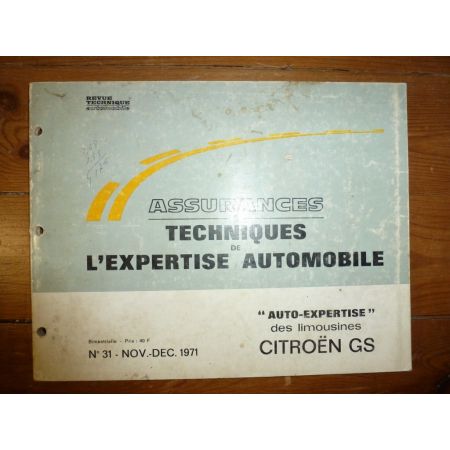 REVUE
TECHNIQUE
automobile
ASSURANCES
TECHNIQUES
DE
L'EXPERTISE AUTOMOBILE
" AUTO-EXPERTISE "
des limousines
CITROËN GS
Bimestrielle - Prix : 40 F
N° 31 - NOV.-DEC. 1971